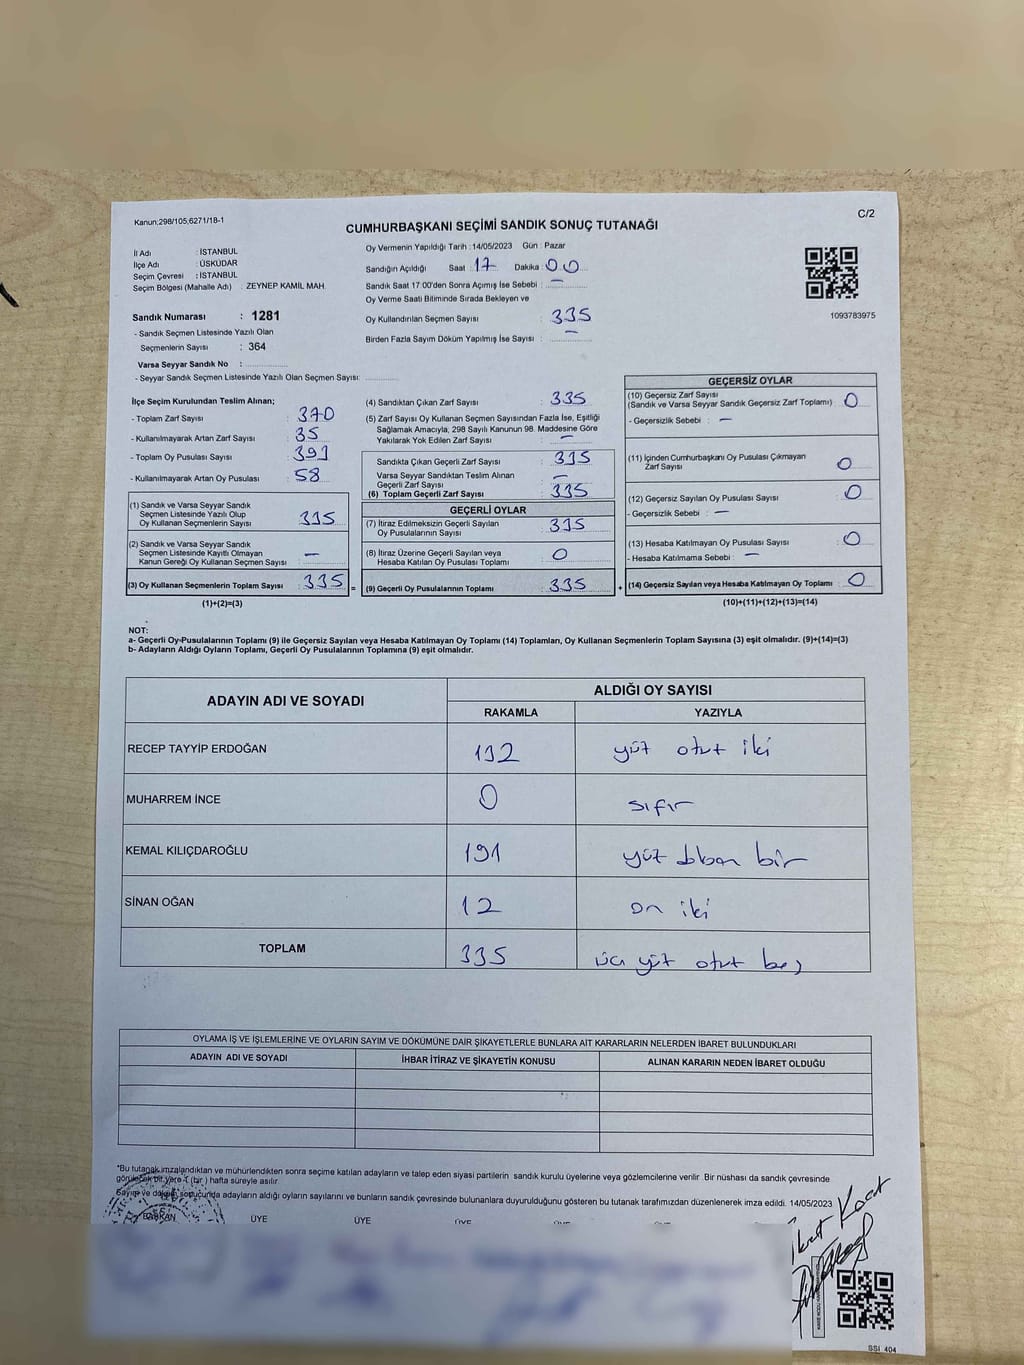 Kanun;298/105,6271/18-1
C/2
CUMHURBAŞKANI SEÇİMİ SANDIK SONUÇ TUTANAĞI
İl Adı : İSTANBUL
İlçe Adı : ÜSKÜDAR
Seçim Çevresi : İSTANBUL
Seçim Bölgesi (Mahalle Adı) : ZEYNEP KAMİL MAH.
Oy Vermenin Yapıldığı Tarih :14/05/2023 Gün : Pazar
Sandığın Açıldığı Saat : 17 Dakika : 00
Sandık Saat 17.00'den Sonra Açımış İse Sebebi : —
Oy Verme Saati Bitiminde Sırada Bekleyen ve
Oy Kullandırılan Seçmen Sayısı : 335
Birden Fazla Sayım Döküm Yapılmış İse Sayısı : —
1093783975
Sandık Numarası : 1281
- Sandık Seçmen Listesinde Yazılı Olan
Seçmenlerin Sayısı : 364
Varsa Seyyar Sandık No :
- Seyyar Sandık Seçmen Listesinde Yazılı Olan Seçmen Sayısı:
İlçe Seçim Kurulundan Teslim Alınan;
- Toplam Zarf Sayısı : 370
- Kullanılmayarak Artan Zarf Sayısı : 35
- Toplam Oy Pusulası Sayısı : 391
- Kullanılmayarak Artan Oy Pusulası : 58
(1) Sandık ve Varsa Seyyar Sandık
Seçmen Listesinde Yazılı Olup
Oy Kullanan Seçmenlerin Sayısı : 335
(2) Sandık ve Varsa Seyyar Sandık
Seçmen Listesinde Kayıtlı Olmayan
Kanun Gereği Oy Kullanan Seçmen Sayısı : —
(3) Oy Kullanan Seçmenlerin Toplam Sayısı : 335 =
(1)+(2)=(3)
(4) Sandıktan Çıkan Zarf Sayısı : 335
(5) Zarf Sayısı Oy Kullanan Seçmen Sayısından Fazla İse, Eşitliği
Sağlamak Amacıyla; 298 Sayılı Kanunun 98. Maddesine Göre
Yakılarak Yok Edilen Zarf Sayısı : —
Sandıkta Çıkan Geçerli Zarf Sayısı : 335
Varsa Seyyar Sandıktan Teslim Alınan
Geçerli Zarf Sayısı : —
(6) Toplam Geçerli Zarf Sayısı : 335
GEÇERLİ OYLAR
(7) İtiraz Edilmeksizin Geçerli Sayılan
Oy Pusulalarının Sayısı : 335
(8) İtiraz Üzerine Geçerli Sayılan veya
Hesaba Katılan Oy Pusulası Toplamı : 0
(9) Geçerli Oy Pusulalarının Toplamı : 335 +
GEÇERSİZ OYLAR
(10) Geçersiz Zarf Sayısı
(Sandık ve Varsa Seyyar Sandık Geçersiz Zarf Toplamı) : 0
- Geçersizlik Sebebi : —
(11) İçinden Cumhurbaşkanı Oy Pusulası Çıkmayan
Zarf Sayısı : 0
(12) Geçersiz Sayılan Oy Pusulası Sayısı : 0
- Geçersizlik Sebebi : —
(13) Hesaba Katılmayan Oy Pusulası Sayısı : 0
- Hesaba Katılmama Sebebi : —
(14) Geçersiz Sayılan veya Hesaba Katılmayan Oy Toplamı : 0
(10)+(11)+(12)+(13)=(14)
NOT:
a- Geçerli Oy-Pusulalarının Toplamı (9) ile Geçersiz Sayılan veya Hesaba Katılmayan Oy Toplamı (14) Toplamları, Oy Kullanan Seçmenlerin Toplam Sayısına (3) eşit olmalıdır. (9)+(14)=(3)
b- Adayların Aldığı Oyların Toplamı, Geçerli Oy Pusulalarının Toplamına (9) eşit olmalıdır.
ADAYIN ADI VE SOYADI ALDIĞI OY SAYISI
RAKAMLA YAZIYLA
RECEP TAYYİP ERDOĞAN 132 yüz otuz iki
MUHARREM İNCE 0 sıfır
KEMAL KILIÇDAROĞLU 191 yüz doksan bir
SİNAN OĞAN 12 on iki
TOPLAM 335 üç yüz otuz beş
OYLAMA İŞ VE İŞLEMLERİNE VE OYLARIN SAYIM VE DÖKÜMÜNE DAİR ŞİKAYETLERLE BUNLARA AİT KARARLARIN NELERDEN İBARET BULUNDUKLARI
ADAYIN ADI VE SOYADI İHBAR İTİRAZ VE ŞİKAYETİN KONUSU ALINAN KARARIN NEDEN İBARET OLDUĞU
*Bu tutanak imzalandıktan ve mühürlendikten sonra seçime katılan adayların ve talep eden siyasi partilerin sandık kurulu üyelerine veya gözlemcilerine verilir. Bir nüshası da sandık çevresinde
görülecek bir yere 1 (bir) hafta süreyle asılır.
Sayım ve döküm sonucunda adayların aldığı oyların sayılarını ve bunların sandık çevresinde bulunanlara duyurulduğunu gösteren bu tutanak tarafımızdan düzenlenerek imza edildi. 14/05/2023
BAŞKAN ÜYE ÜYE ÜYE ÜYE ÜYE
SSİ 404